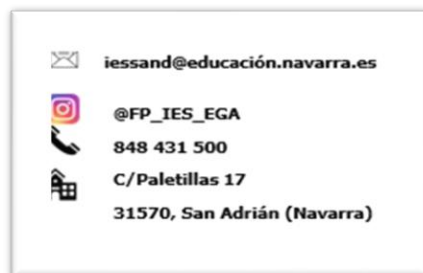 iessand@educación.navarra.es
@FP_IES_EGA
848 431 500
C/Paletillas 17
31570, San Adrián (Navarra)